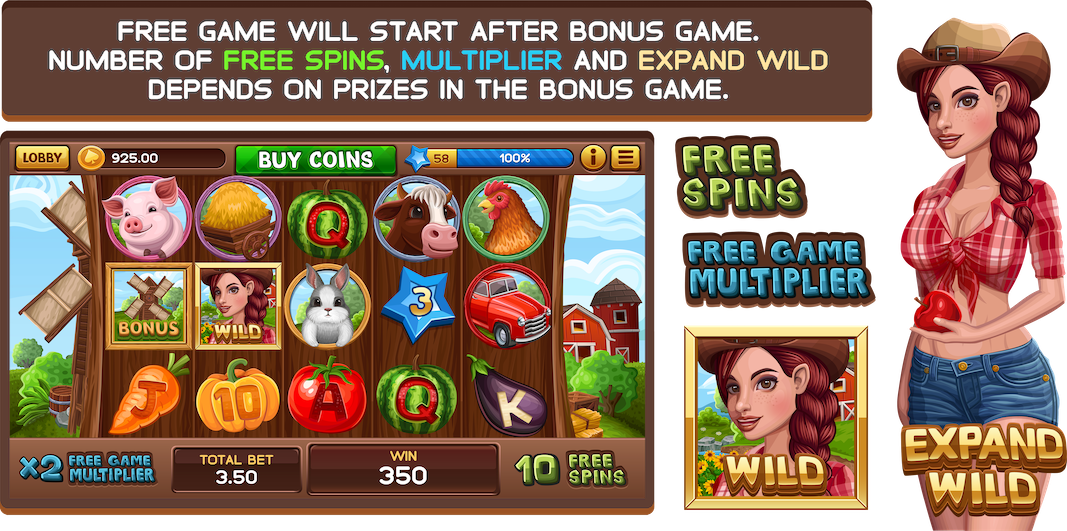 FREE GAME WILL START AFTER BONUS GAME.
NUMBER OF FREE SPINS, MULTIPLIER AND EXPAND WILD
DEPENDS ON PRIZES IN THE BONUS GAME.
LOBBY
925.00
BUY COINS
58
100%
i
Q
BONUS
WILD
3
J
10
A
Q
K
X2
FREE GAME
MULTIPLIER
TOTAL BET
3.50
WIN
350
10
FREE
SPINS
FREE
SPINS
FREE GAME
MULTIPLIER
WILD
EXPAND
WILD